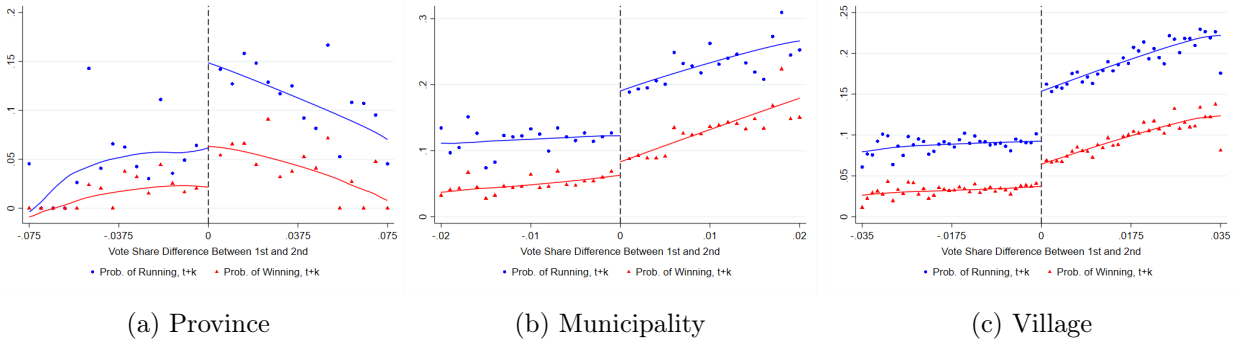 .2
.15
.1
.05
0
-.075
-.0375
0
.0375
.075
Vote Share Difference Between 1st and 2nd
Prob. of Running, t+k
Prob. of Winning, t+k
(a) Province
.3
.2
.1
0
-.02
-.01
0
.01
.02
Vote Share Difference Between 1st and 2nd
Prob. of Running, t+k
Prob. of Winning, t+k
(b) Municipality
.25
.2
.15
.1
.05
0
-.035
-.0175
0
.0175
.035
Vote Share Difference Between 1st and 2nd
Prob. of Running, t+k
Prob. of Winning, t+k
(c) Village